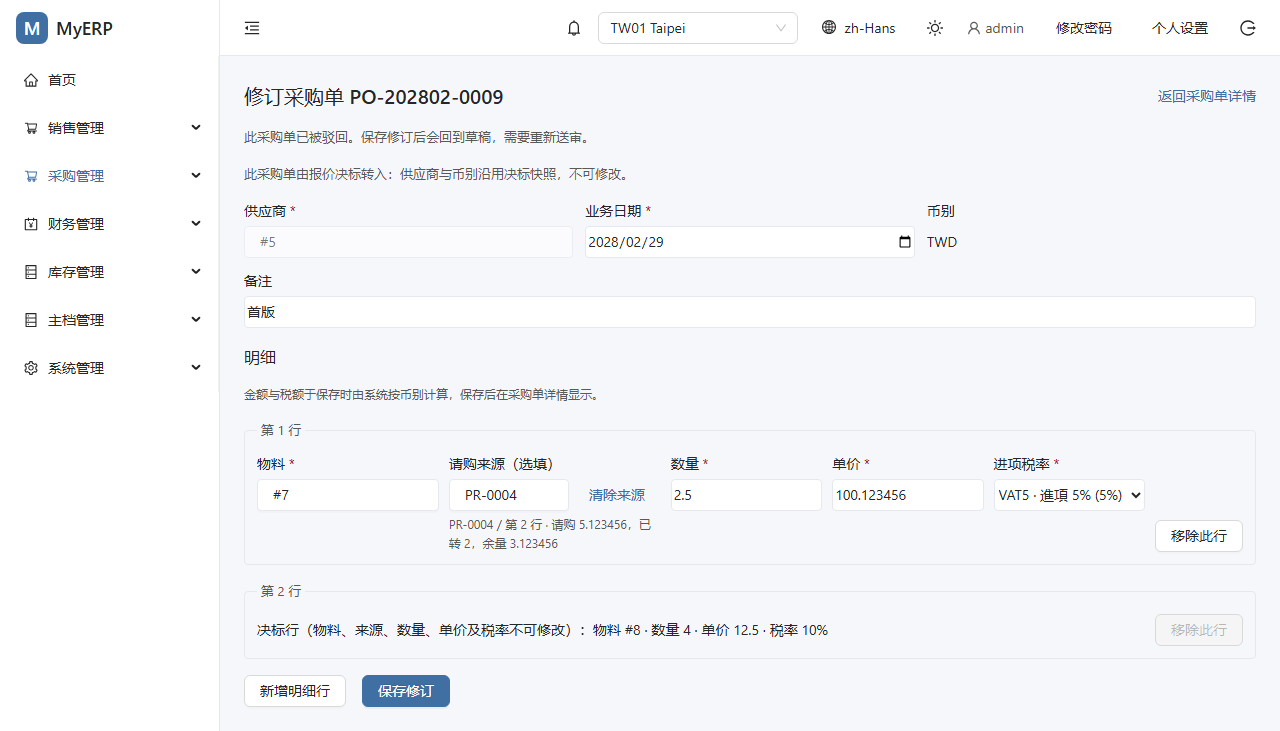 M MyERP
TW01 Taipei
zh-Hans
admin
修改密码
个人设置
首页
销售管理
采购管理
财务管理
库存管理
主档管理
系统管理
修订采购单 PO-202802-0009
返回采购单详情
此采购单已被驳回。保存修订后会回到草稿，需要重新送审。
此采购单由报价决标转入：供应商与币别沿用决标快照，不可修改。
供应商 *
业务日期 *
币别
#5
2028/02/29
TWD
备注
首版
明细
金额与税额于保存时由系统按币别计算，保存后在采购单详情显示。
第 1 行
物料 *
请购来源（选填）
数量 *
单价 *
进项税率 *
#7
PR-0004
清除来源
2.5
100.123456
VAT5 · 進項 5% (5%)
PR-0004 / 第 2 行 · 请购 5.123456，已
转 2，余量 3.123456
移除此行
第 2 行
决标行（物料、来源、数量、单价及税率不可修改）：物料 #8 · 数量 4 · 单价 12.5 · 税率 10%
移除此行
新增明细行
保存修订